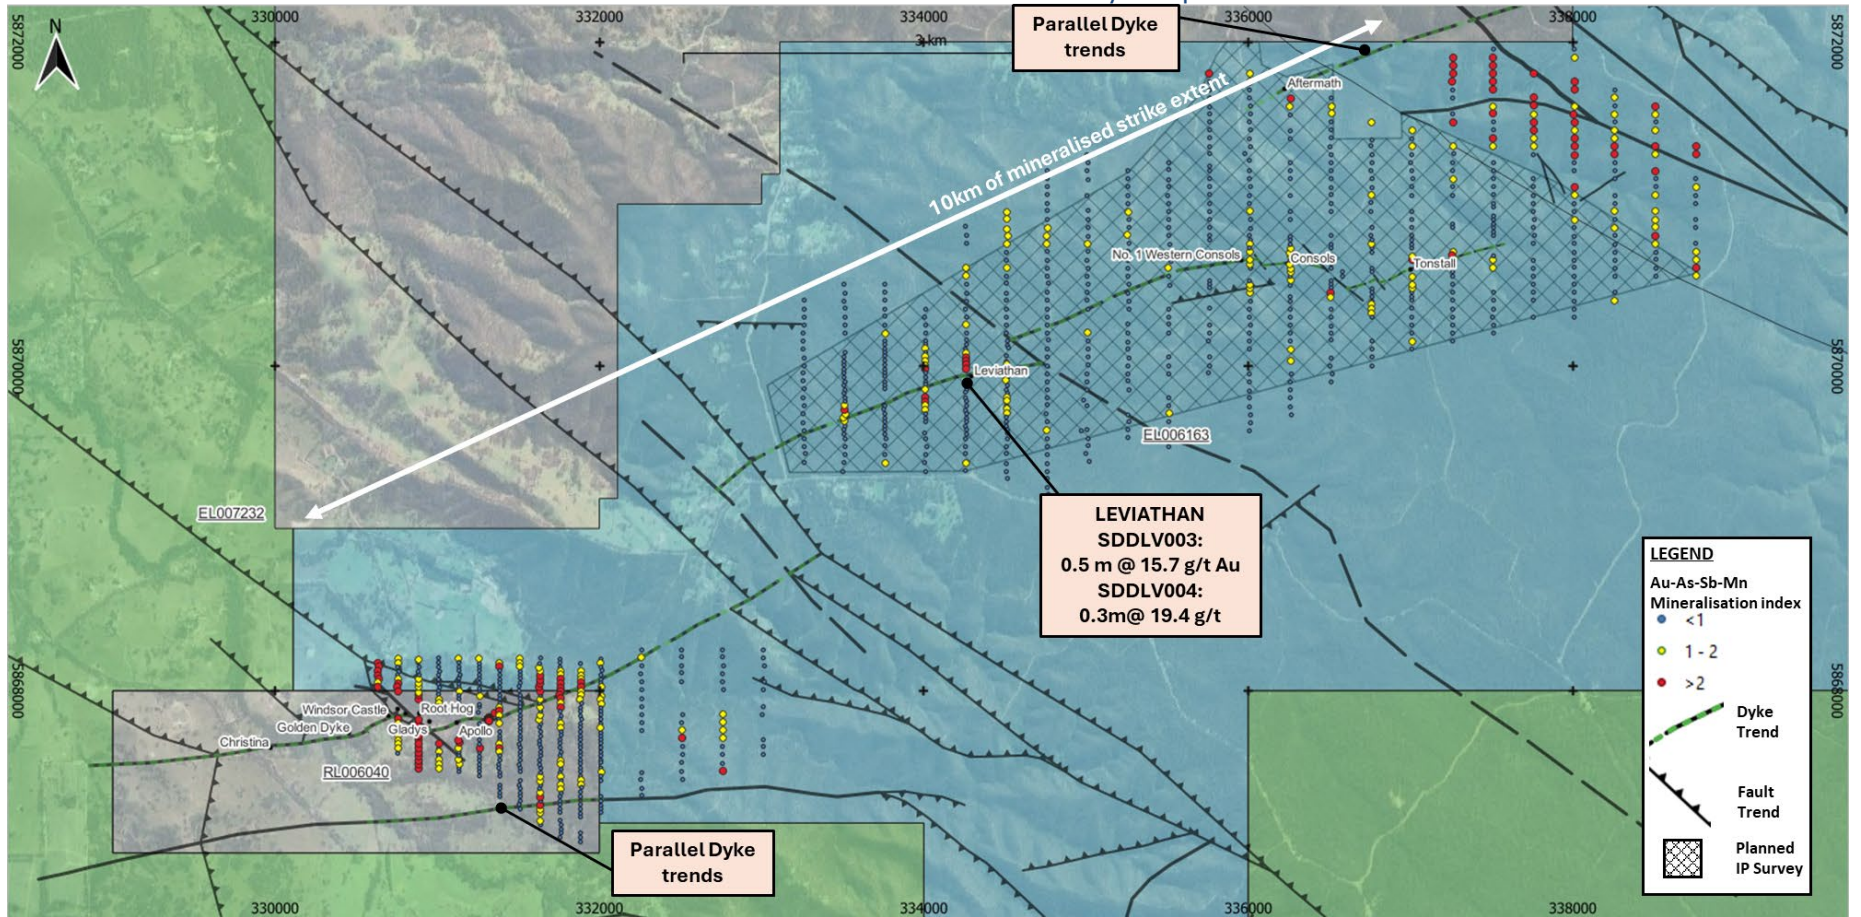 330000
332000
334000
336000
338000
5872000
5872000
N
3 km
Parallel Dyke
trends
Aftermath
10km of mineralised strike extent
No. 1 Western Consols
Consols
Tonstall
5870000
5870000
Leviathan
EL006163
EL007232
LEVIATHAN
SDDLV003:
0.5 m @ 15.7 g/t Au
SDDLV004:
0.3m@ 19.4 g/t
LEGEND
Au-As-Sb-Mn
Mineralisation index
<1
1 - 2
>2
Dyke
Trend
Fault
Trend
Planned
IP Survey
5868000
5868000
Windsor Castle
Root Hog
Golden Dyke
Gladys
Apollo
Christina
RL006040
Parallel Dyke
trends
330000
332000
334000
336000
338000